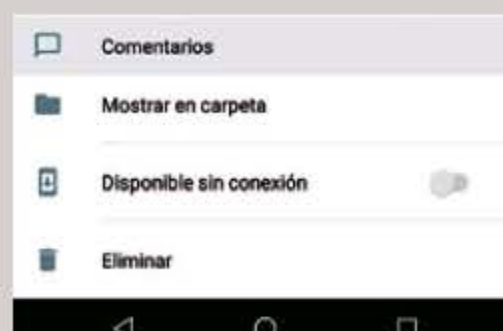 Comentarios
Mostrar en carpeta
Disponible sin conexión
Eliminar